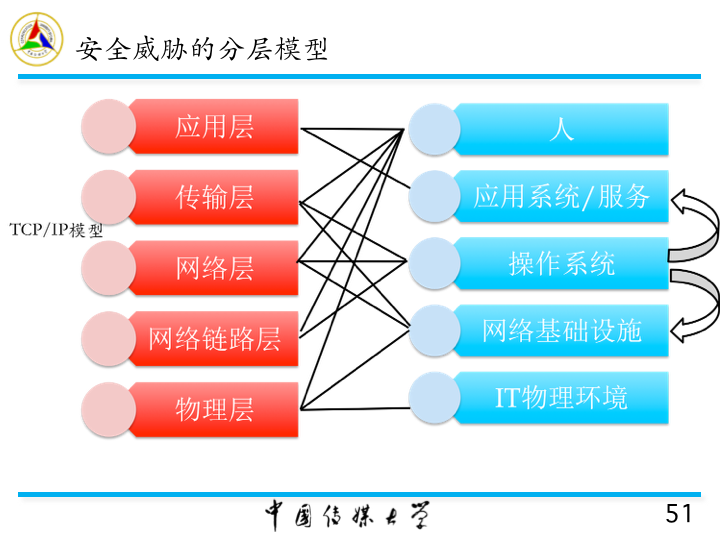 安全威胁的分层模型
应用层
人
传输层
应用系统/服务
TCP/IP模型
网络层
操作系统
网络链路层
网络基础设施
物理层
IT物理环境
中国传媒大学
51